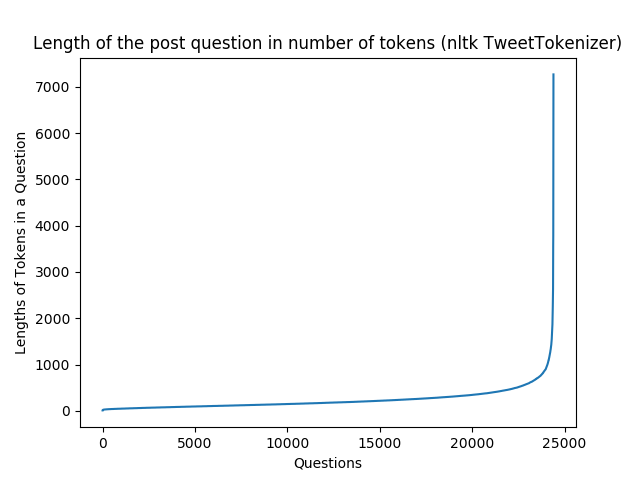 Length of the post question in number of tokens (nltk TweetTokenizer)
7000
6000
5000
4000
3000
2000
1000
0
Lengths of Tokens in a Question
0 5000 10000 15000 20000 25000
Questions